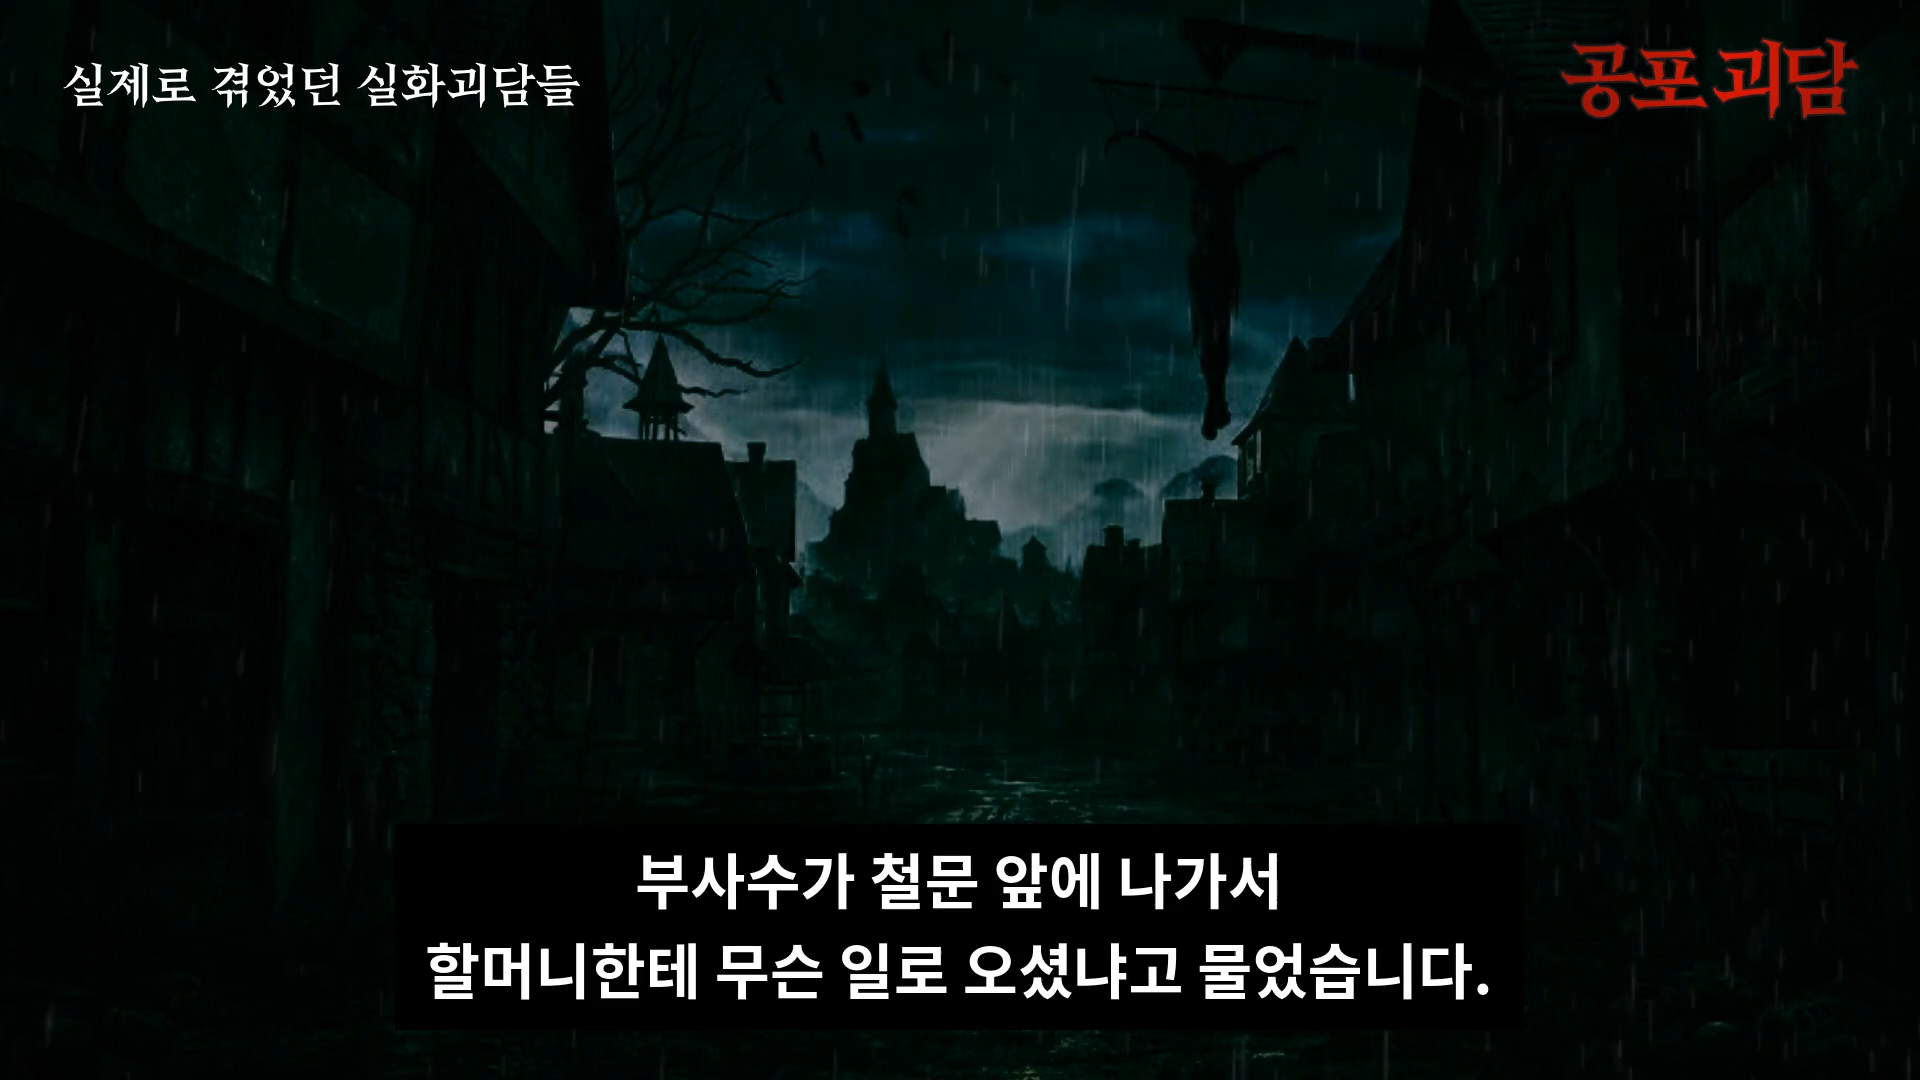 실제로 겪었던 실화괴담들
공포괴담
부사수가 철문 앞에 나가서
할머니한테 무슨 일로 오셨냐고 물었습니다.